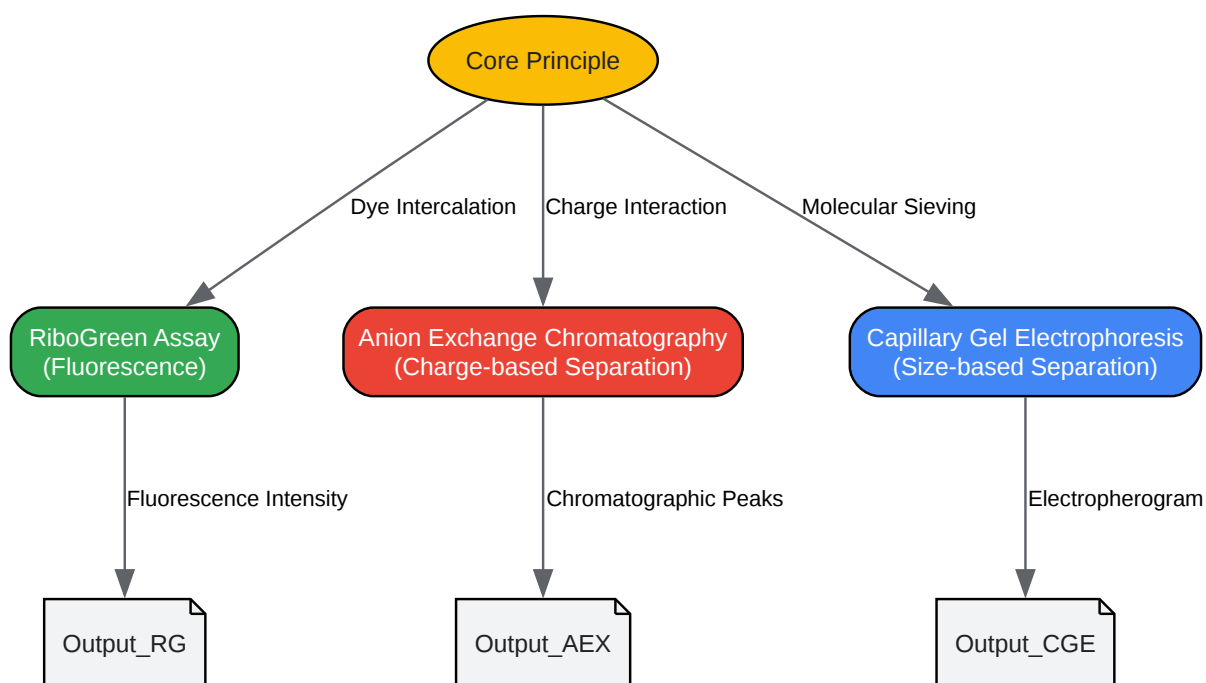 Core Principle
Dye Intercalation
Charge Interaction
Molecular Sieving
RiboGreen Assay
(Fluorescence)
Anion Exchange Chromatography
(Charge-based Separation)
Capillary Gel Electrophoresis
(Size-based Separation)
Fluorescence Intensity
Chromatographic Peaks
Electropherogram
Output_RG
Output_AEX
Output_CGE